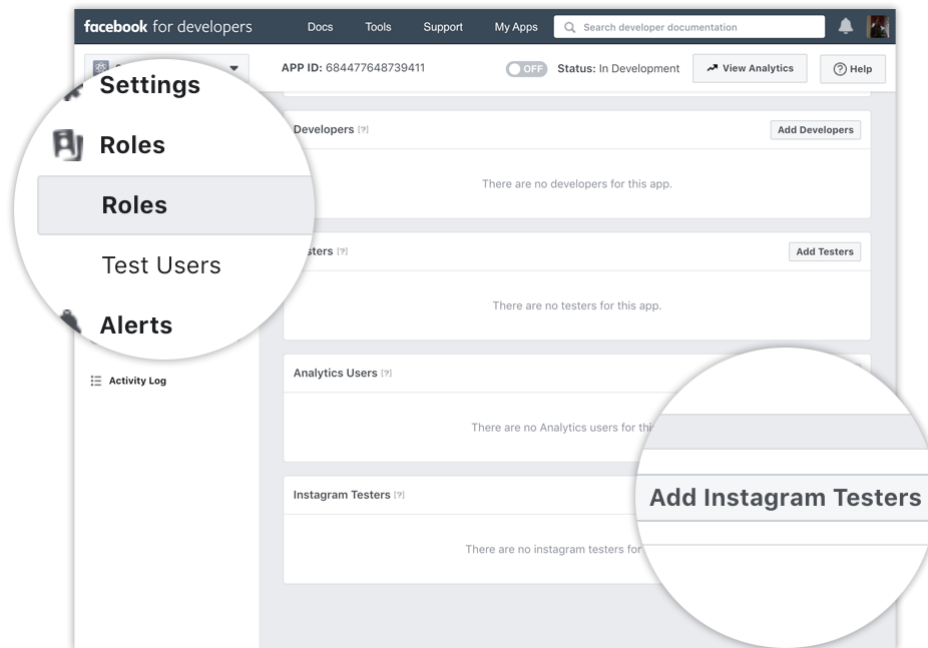 facebook for developers Docs Tools Support My Apps Search developer documentation
APP ID: 684477648739411 OFF Status: In Development View Analytics Help
Settings
Roles
Roles
Test Users
Alerts
Activity Log
Developers [?] Add Developers
There are no developers for this app.
[?] Add Testers
There are no testers for this app.
Analytics Users [?]
There are no Analytics users for
Instagram Testers [?] Add Instagram Testers
There are no instagram testers for